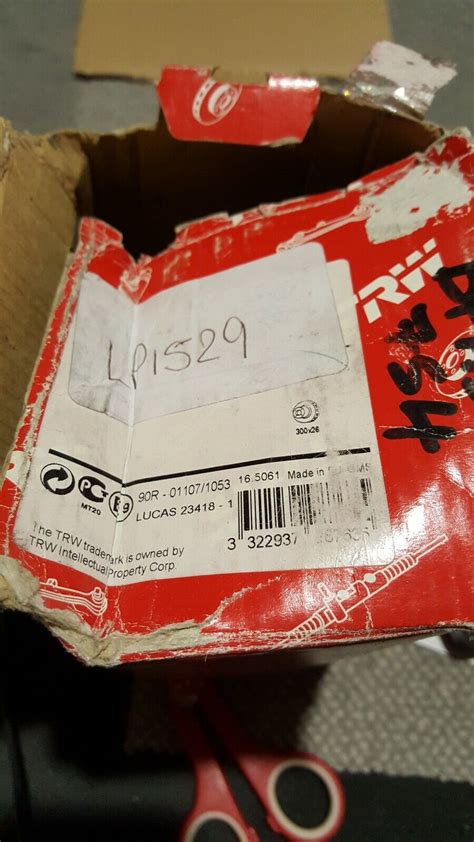 TRW
LP1529
300x26
90R - 01107/1053 16.5061 Made in
E9
MT20
LUCAS 23418 - 1
3 322937
The TRW trademark is owned by
TRW Intellectual Property Corp.